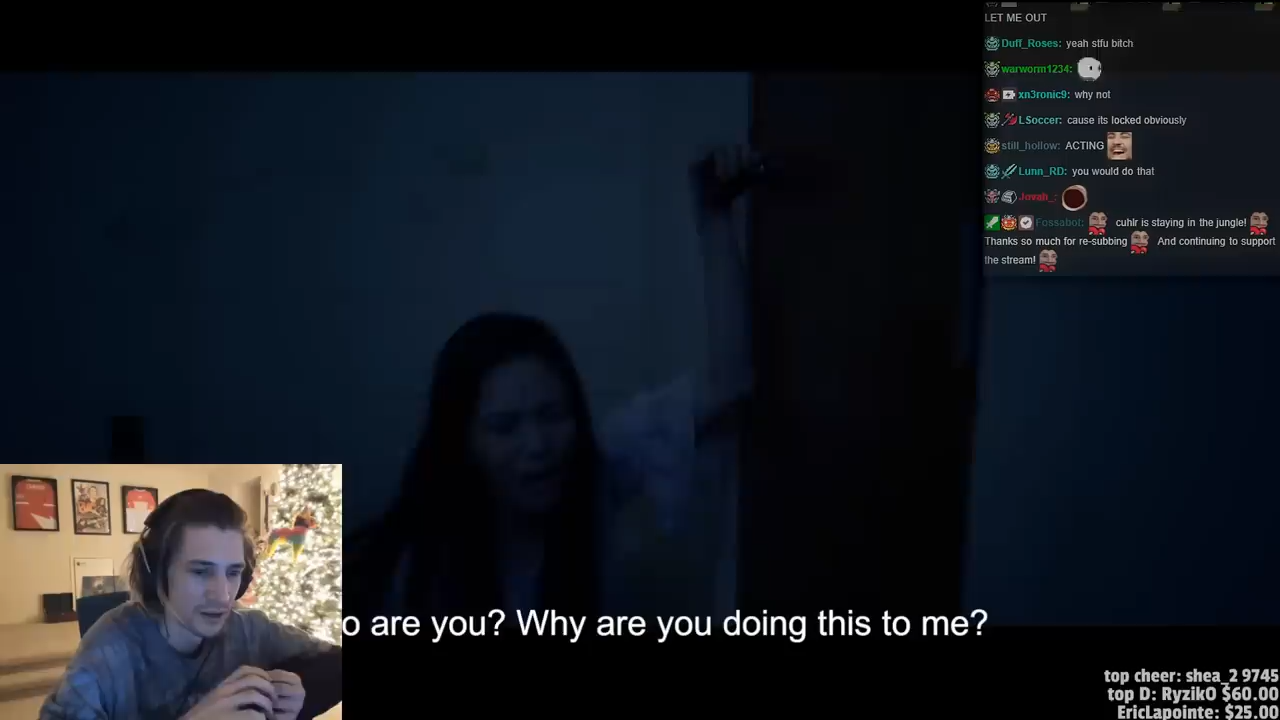 LET ME OUT
Duff_Roses: yeah stfu bitch
warworm1234:
xn3ronic9: why not
LSoccer: cause its locked obviously
still_hollow: ACTING
Lunn_RD: you would do that
Jovah_:
Fossabot: cuhlr is staying in the jungle!
Thanks so much for re-subbing And continuing to support
the stream!
o are you? Why are you doing this to me?
top cheer: shea_2 9745
top D: RyzikO $60.00
EricLapointe: $25.00